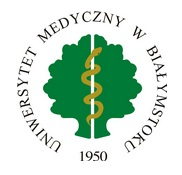 UNIWERSYTET MEDYCZNY W BIAŁYMSTOKU
1950